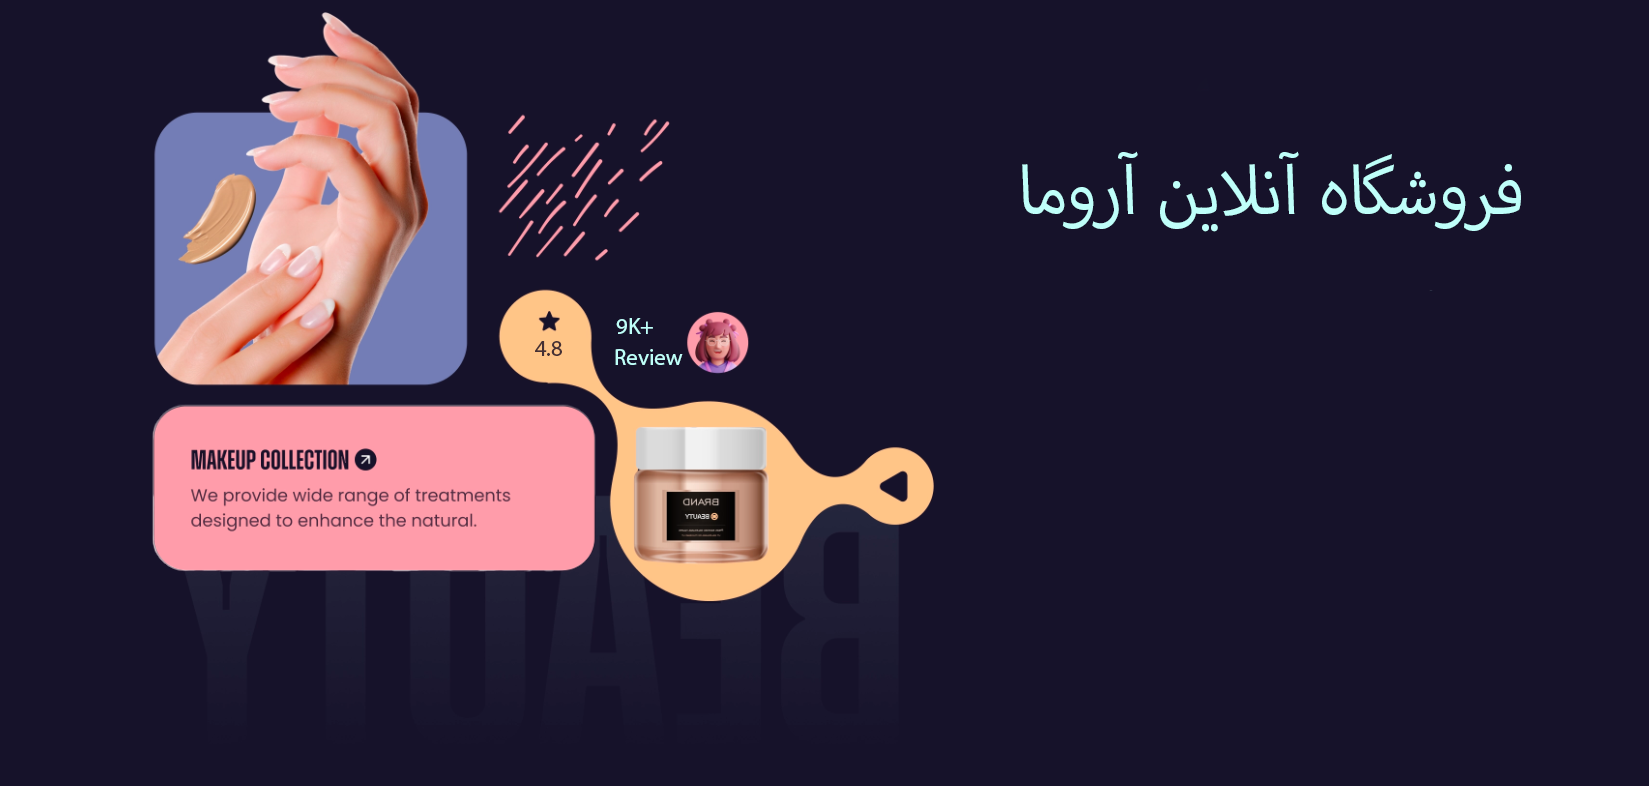 فروشگاه آنلاین آروما
9K+
Review
4.8
MAKEUP COLLECTION
We provide wide range of treatments
designed to enhance the natural.
BRAND
BEAUTY
BEAUTY